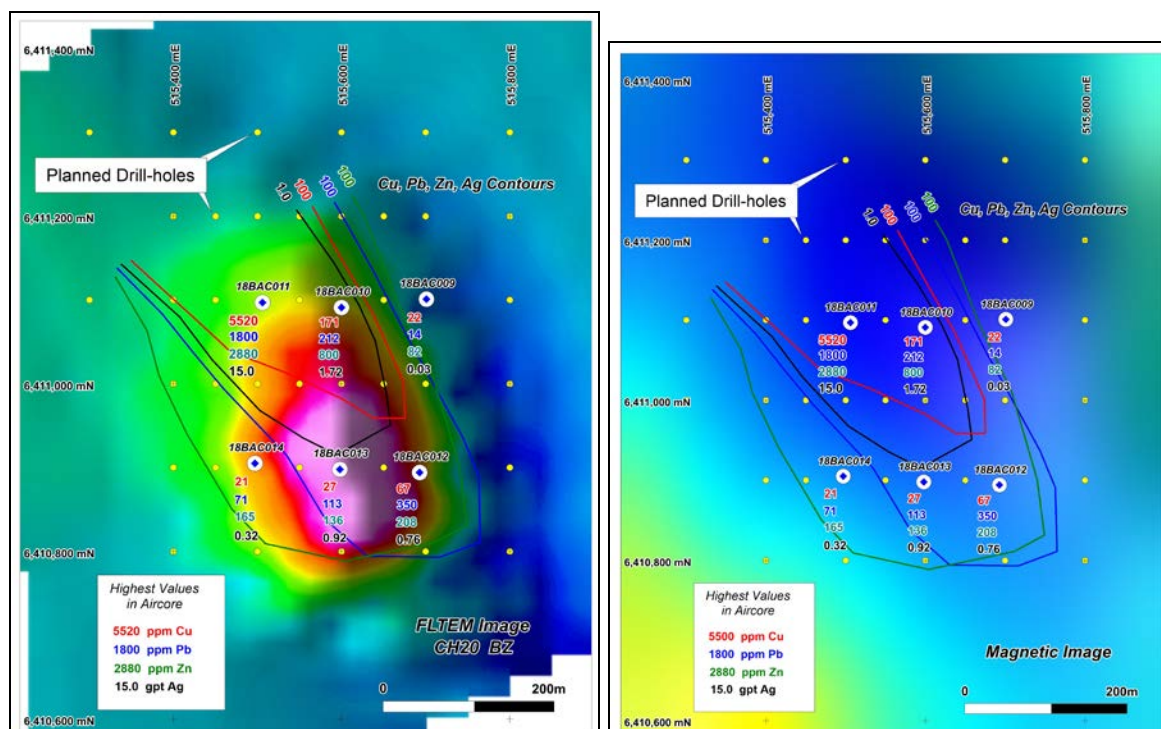 6,411,400 mN
515,400 mE
515,600 mE
515,800 mE
Planned Drill-holes
Cu, Pb, Zn, Ag Contours
1.0
100
100
100
6,411,200 mN
18BAC011
18BAC010
18BAC009
5520
1800
2880
15.0
171
212
800
1.72
22
14
82
0.03
6,411,000 mN
18BAC014
18BAC013
18BAC012
21
71
165
0.32
27
113
136
0.92
67
350
208
0.76
6,410,800 mN
Highest Values
in Aircore
5520 ppm Cu
1800 ppm Pb
2880 ppm Zn
15.0 gpt Ag
FLTEM Image
CH20 BZ
0
200m
6,410,600 mN
6,411,400 mN
515,400 mE
515,600 mE
515,800 mE
Planned Drill-holes
Cu, Pb, Zn, Ag Contours
1.0
100
100
100
6,411,200 mN
18BAC011
18BAC010
18BAC009
5520
1800
2880
15.0
171
212
800
1.72
22
14
82
0.03
6,411,000 mN
18BAC014
18BAC013
18BAC012
21
71
165
0.32
27
113
136
0.92
67
350
208
0.76
6,410,800 mN
Highest Values
in Aircore
5500 ppm Cu
1800 ppm Pb
2880 ppm Zn
15.0 gpt Ag
Magnetic Image
0
200m
6,410,600 mN